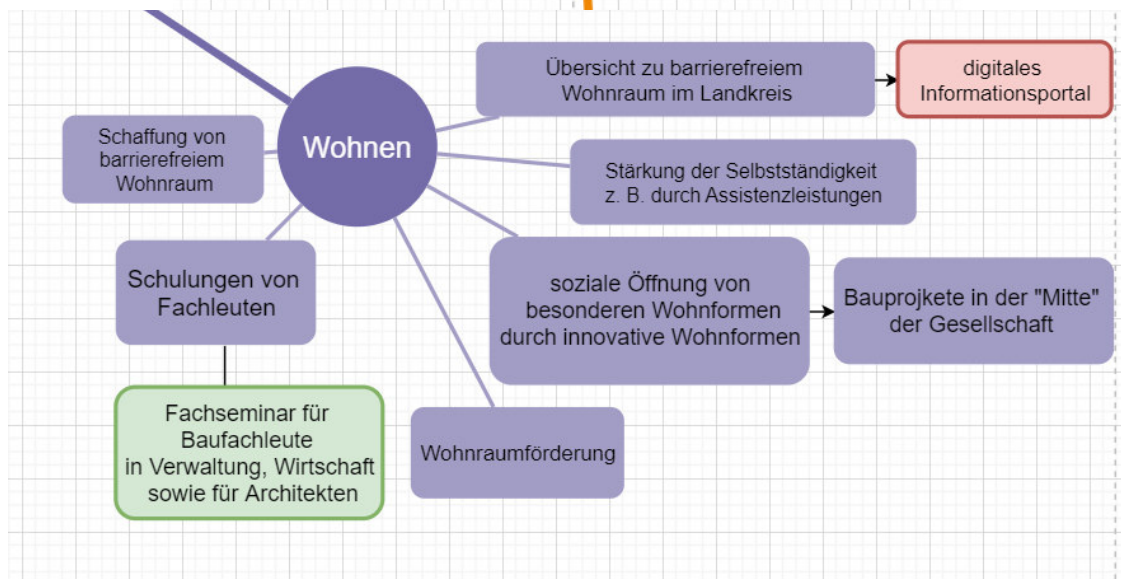 Wohnen
Übersicht zu barrierefreiem
Wohnraum im Landkreis
digitales
Informationsportal
Schaffung von
barrierefreiem
Wohnraum
Stärkung der Selbstständigkeit
z. B. durch Assistenzleistungen
Schulungen von
Fachleuten
soziale Öffnung von
besonderen Wohnformen
durch innovative Wohnformen
Bauprojkete in der "Mitte"
der Gesellschaft
Fachseminar für
Baufachleute
in Verwaltung, Wirtschaft
sowie für Architekten
Wohnraumförderung